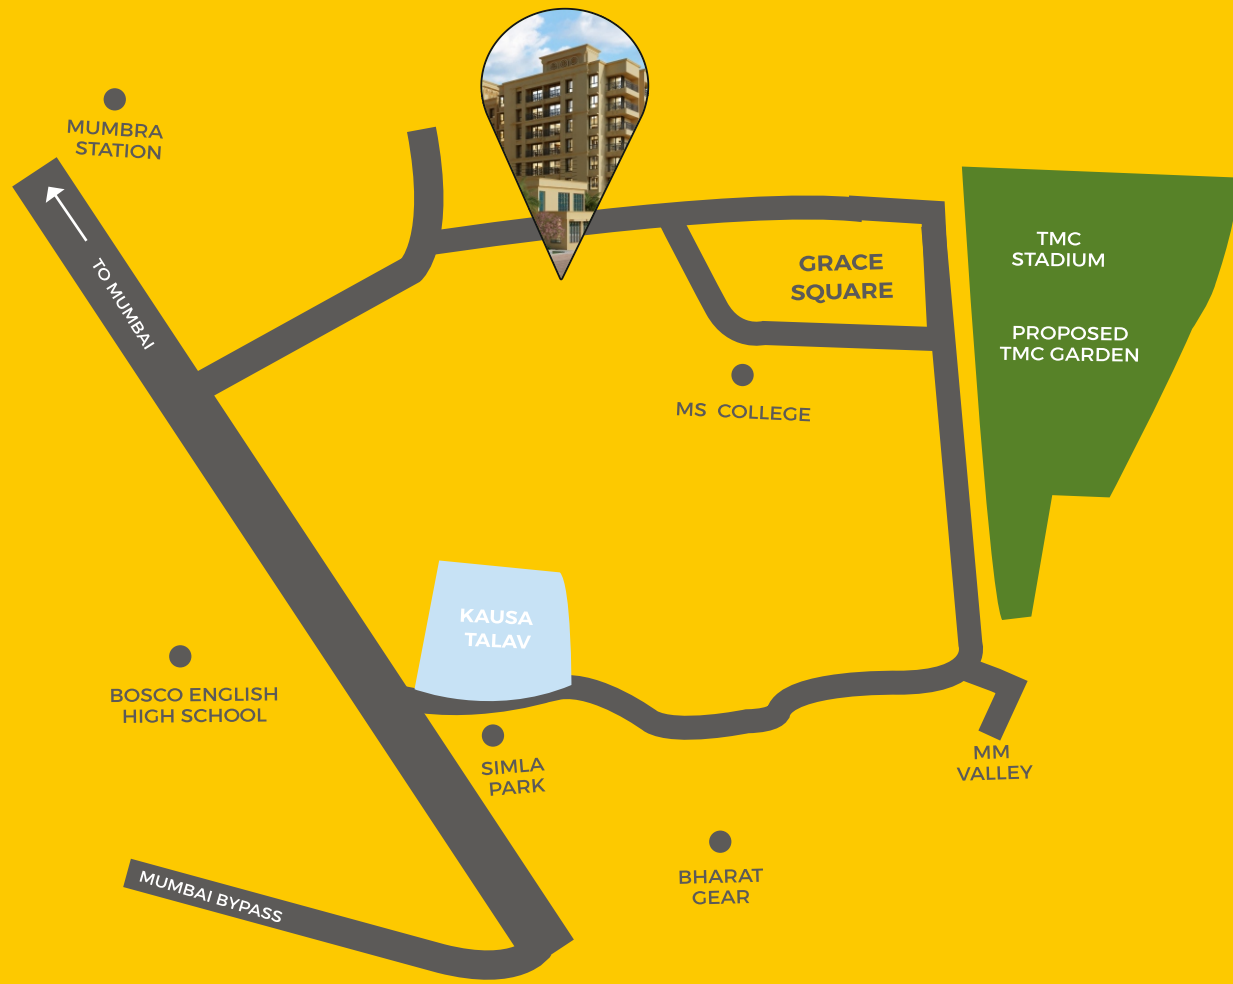 MUMBRA
STATION
TO MUMBAI
TMC
STADIUM
GRACE
SQUARE
PROPOSED
TMC GARDEN
MS COLLEGE
KAUSA
TALAV
BOSCO ENGLISH
HIGH SCHOOL
SIMLA
PARK
MM
VALLEY
BHARAT
GEAR
MUMBAI BYPASS